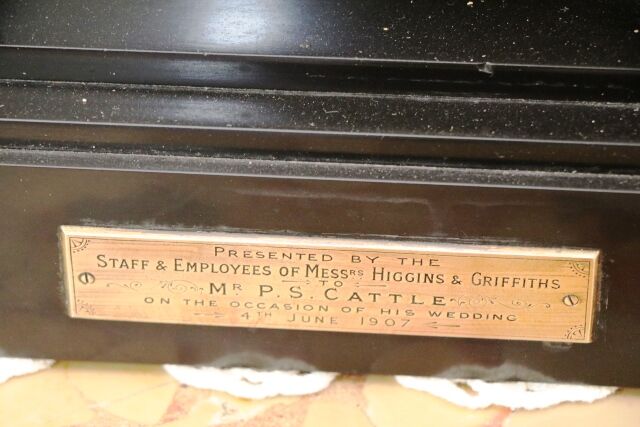 PRESENTED BY THE
STAFF & EMPLOYEES OF MESSRS HIGGINS & GRIFFITHS
TO
MR P.S. CATTLE
ON THE OCCASION OF HIS WEDDING
4TH JUNE 1907